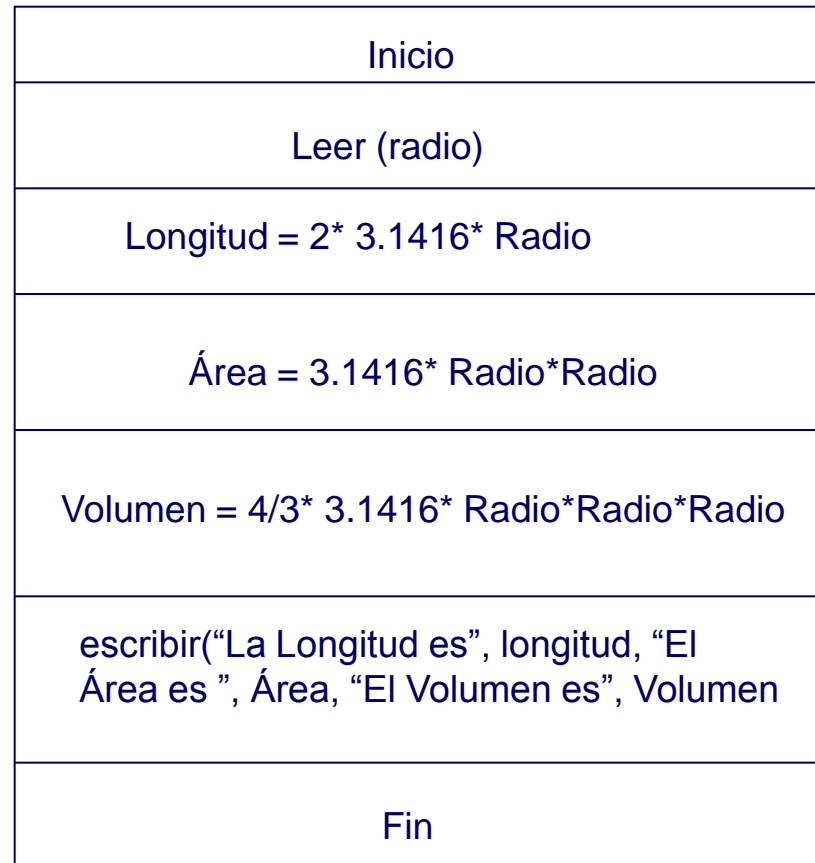 Inicio
Leer (radio)
Longitud = 2* 3.1416* Radio
Área = 3.1416* Radio*Radio
Volumen = 4/3* 3.1416* Radio*Radio*Radio
escribir(“La Longitud es”, longitud, “El
Área es ”, Área, “El Volumen es”, Volumen
Fin